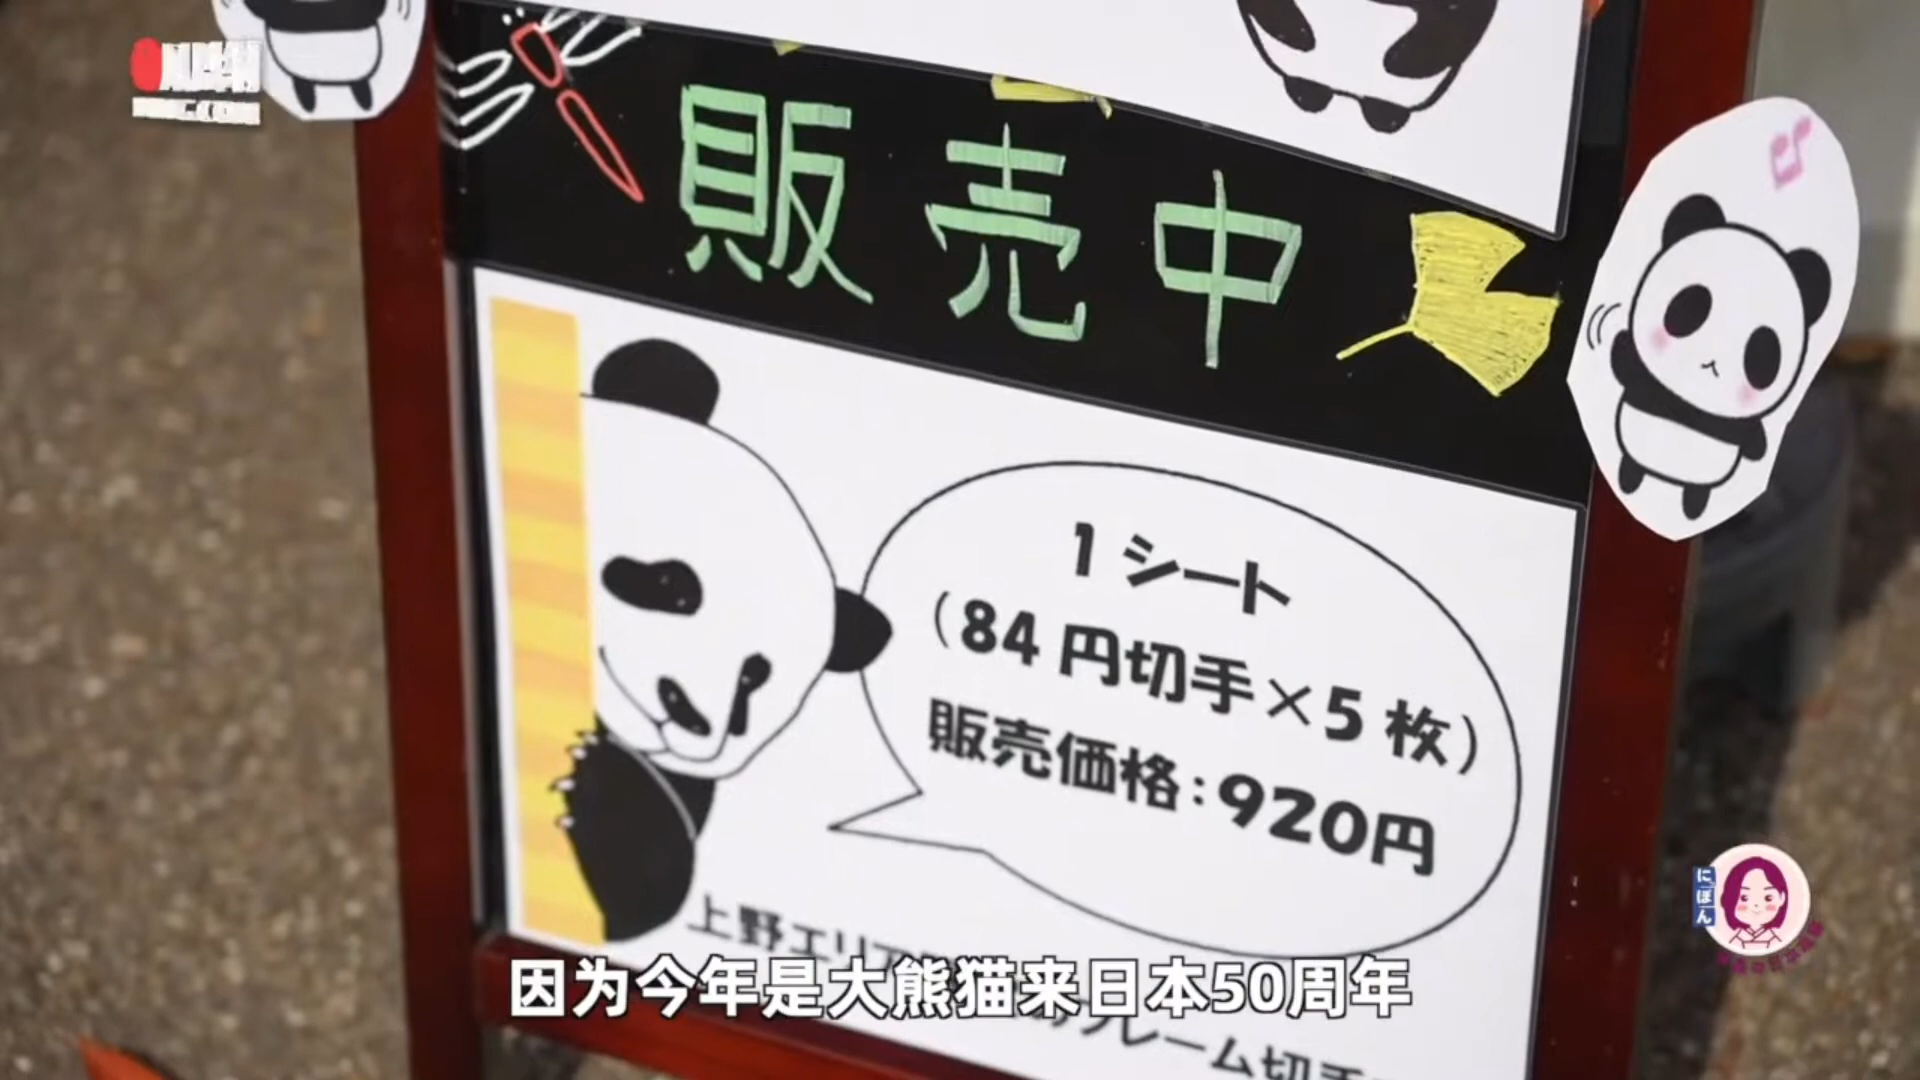 販売中
1シート
(84円切手×5枚)
販売価格:920円
上野エリア
フレーム切手
因为今年是大熊猫来日本50周年
にっぽん